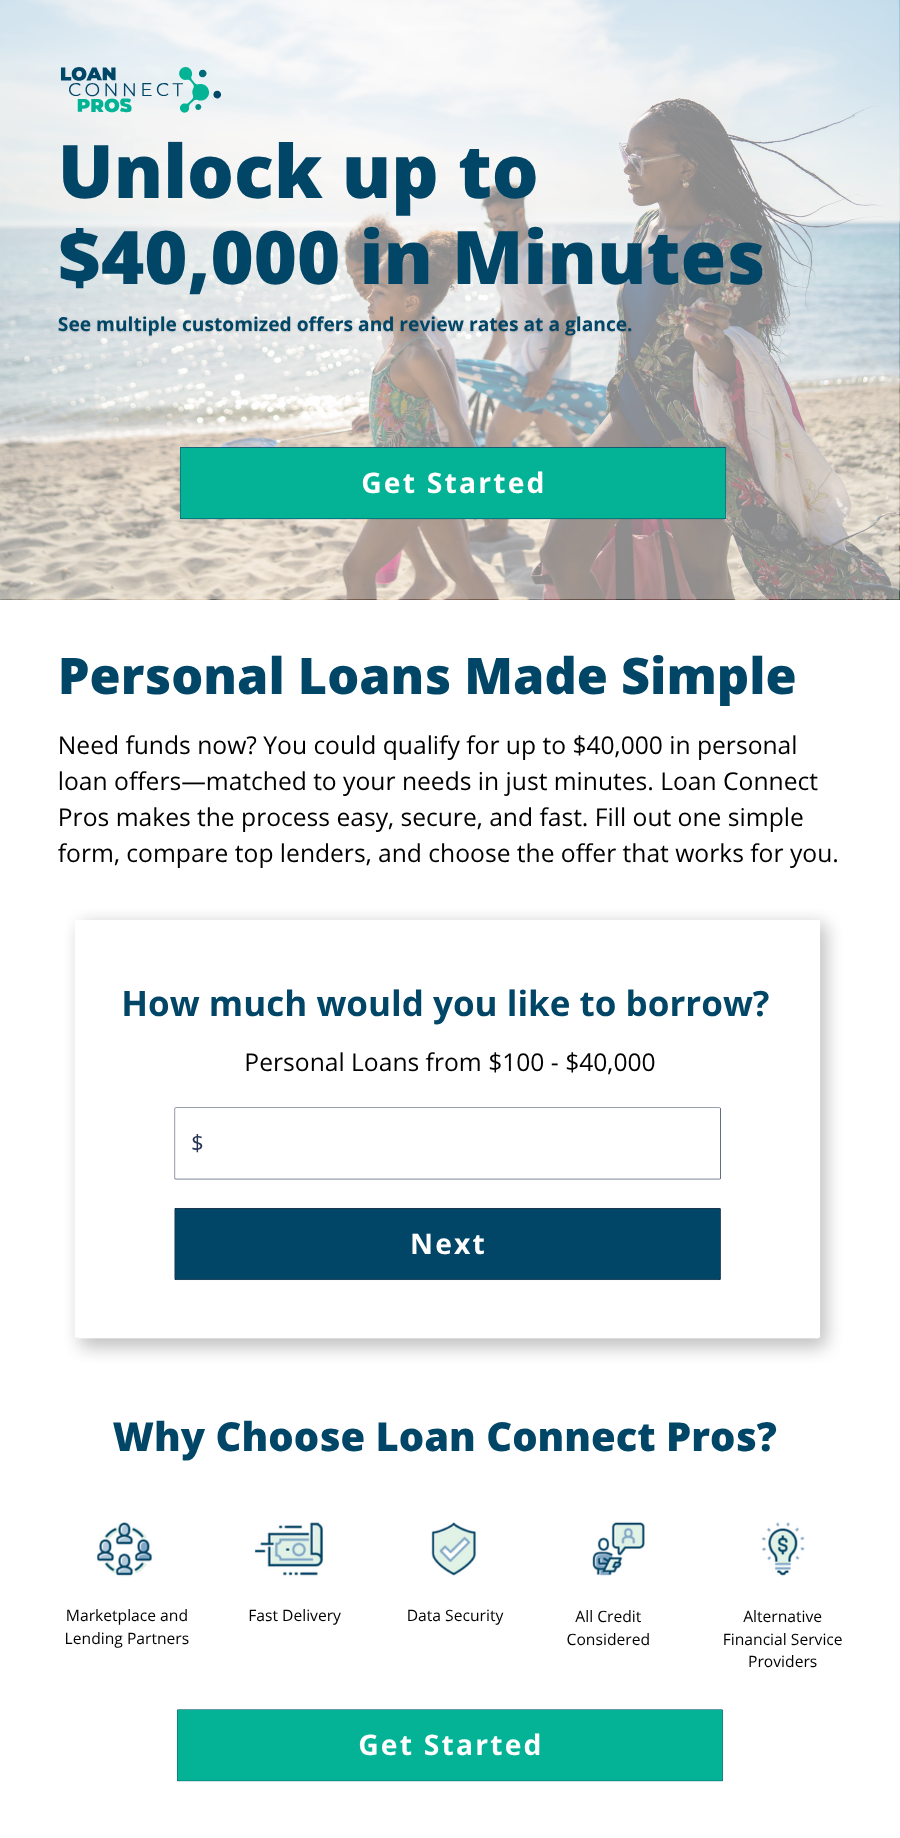 LOAN
CONNECT
PROS
Unlock up to
$40,000 in Minutes
See multiple customized offers and review rates at a glance.
Get Started
Personal Loans Made Simple
Need funds now? You could qualify for up to $40,000 in personal
loan offers—matched to your needs in just minutes. Loan Connect
Pros makes the process easy, secure, and fast. Fill out one simple
form, compare top lenders, and choose the offer that works for you.
How much would you like to borrow?
Personal Loans from $100 - $40,000
$
Next
Why Choose Loan Connect Pros?
Marketplace and
Lending Partners
Fast Delivery
Data Security
All Credit
Considered
Alternative
Financial Service
Providers
Get Started